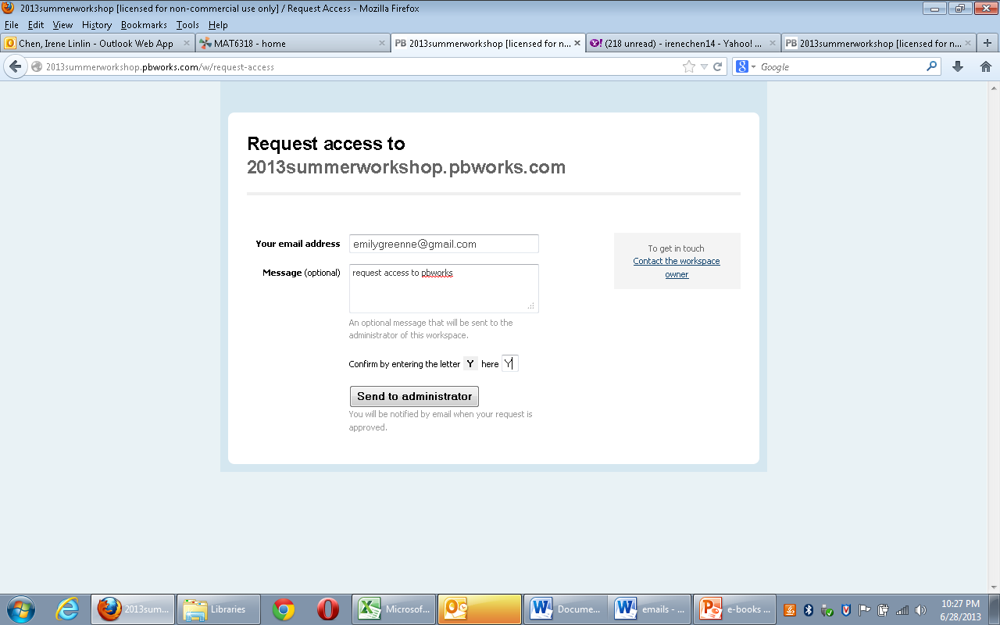 2013summerworkshop [licensed for non-commercial use only] / Request Access - Mozilla Firefox
File Edit View History Bookmarks Tools Help
Chen, Irene Linlin - Outlook Web App
MAT6318 - home
PB 2013summerworkshop [licensed for n...
(218 unread) - irenechen14 - Yahoo! ...
PB 2013summerworkshop [licensed for n...
2013summerworkshop.pbworks.com/w/request-access
8 Google
Request access to
2013summerworkshop.pbworks.com
Your email address emilygreenne@gmail.com
Message (optional) request access to pbworks
An optional message that will be sent to the
administrator of this workspace.
Confirm by entering the letter Y here Y
Send to administrator
You will be notified by email when your request is
approved.
To get in touch
Contact the workspace
owner
2013sum...
Libraries
Microsof...
Docume...
emails - ...
e-books ...
10:27 PM
6/28/2013